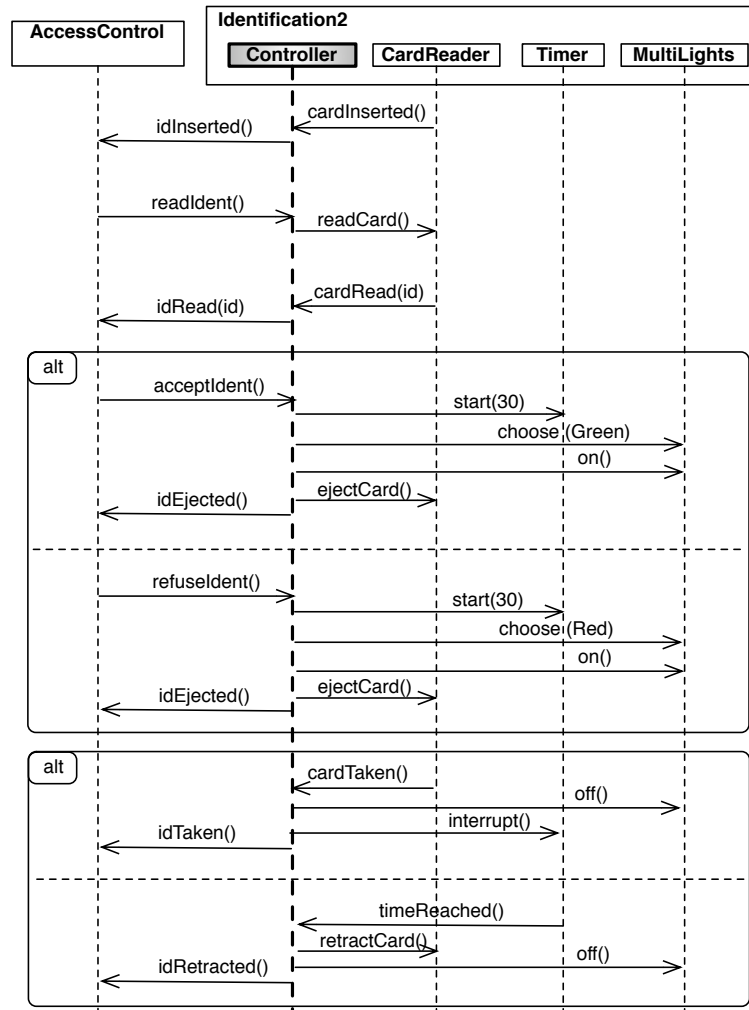 Identification2
AccessControl
Controller
CardReader
Timer
MultiLights
cardInserted()
idInserted()
readIdent()
readCard()
cardRead(id)
idRead(id)
alt
acceptIdent()
start(30)
choose (Green)
on()
ejectCard()
idEjected()
refuseIdent()
start(30)
choose (Red)
on()
ejectCard()
idEjected()
alt
cardTaken()
off()
interrupt()
idTaken()
timeReached()
retractCard()
off()
idRetracted()